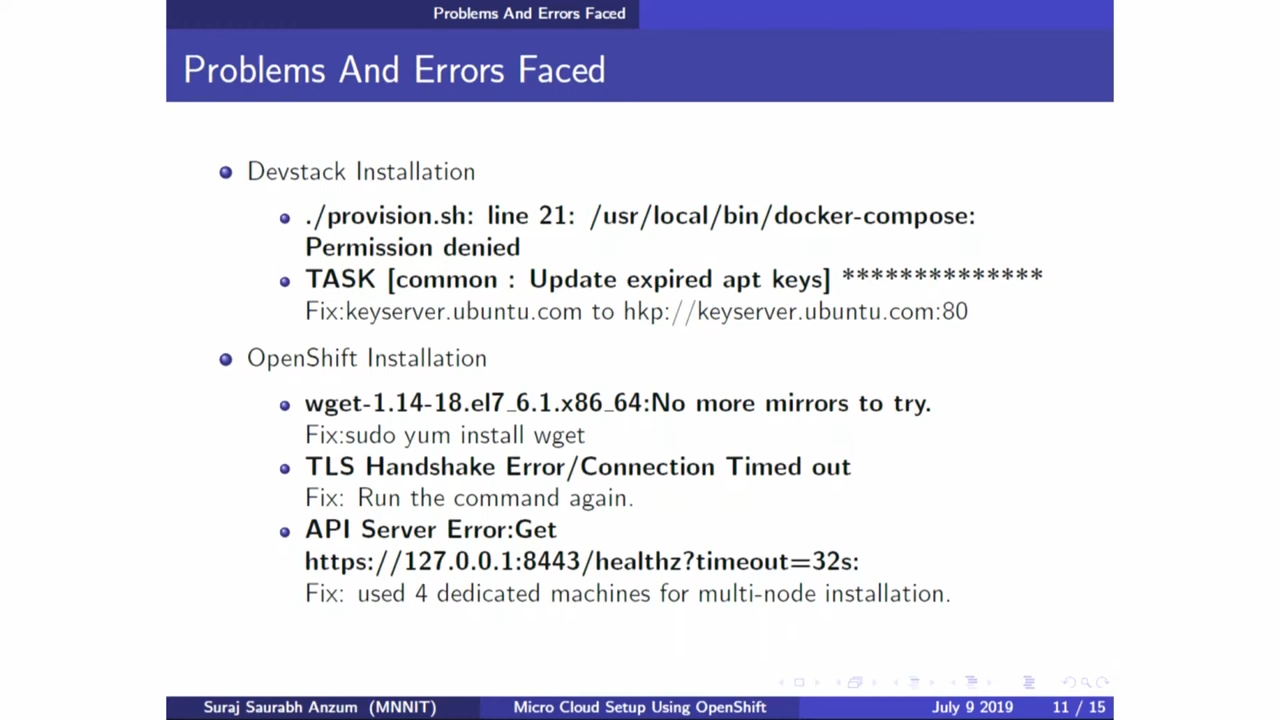 Problems And Errors Faced
Problems And Errors Faced
Devstack Installation
./provision.sh: line 21: /usr/local/bin/docker-compose:
Permission denied
TASK [common : Update expired apt keys] **************
Fix:keyserver.ubuntu.com to hkp://keyserver.ubuntu.com:80
OpenShift Installation
wget-1.14-18.el7_6.1.x86_64:No more mirrors to try.
Fix:sudo yum install wget
TLS Handshake Error/Connection Timed out
Fix: Run the command again.
API Server Error:Get
https://127.0.0.1:8443/healthz?timeout=32s:
Fix: used 4 dedicated machines for multi-node installation.
Suraj Saurabh Anzum (MNNIT) Micro Cloud Setup Using OpenShift July 9 2019 11 / 15